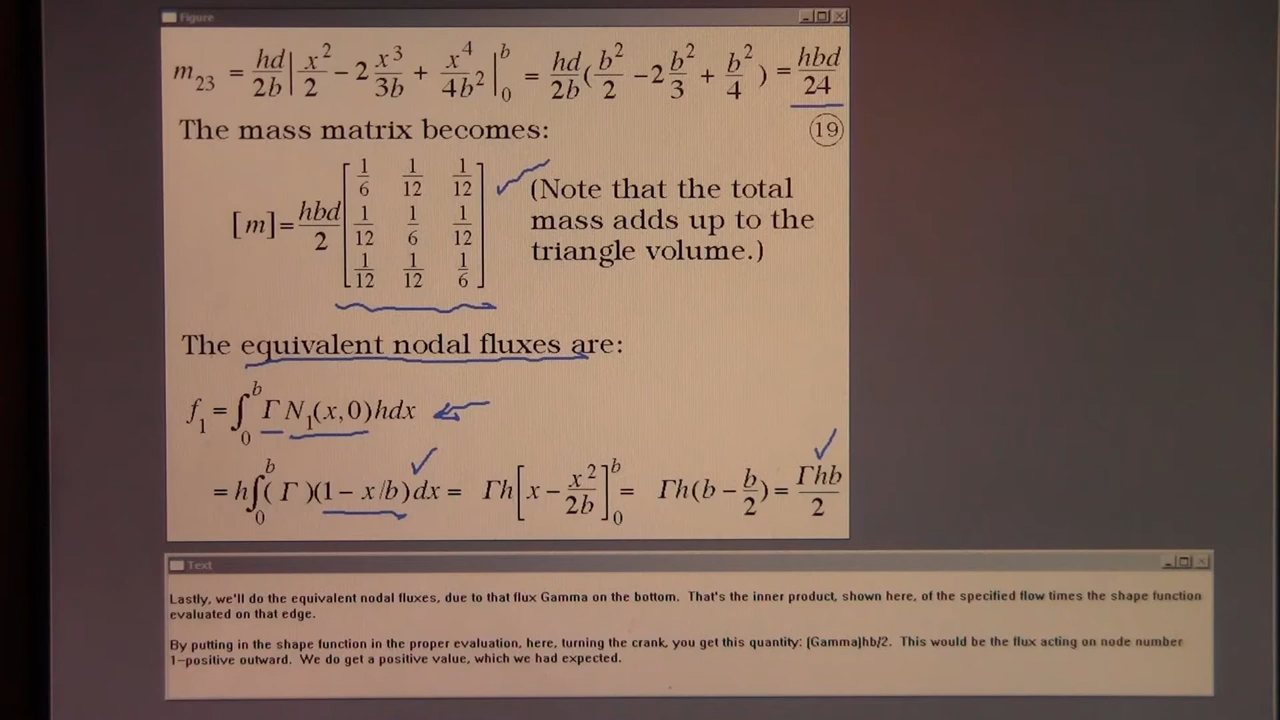 Figure
m₂₃ = hd/2b | x²/2 − 2 x³/3b + x⁴/4b² |₀ᵇ = hd/2b ( b²/2 − 2 b²/3 + b²/4 ) = hbd/24
The mass matrix becomes:
19
[m] = hbd/2 [ 1/6 1/12 1/12
1/12 1/6 1/12
1/12 1/12 1/6 ]
(Note that the total
mass adds up to the
triangle volume.)
The equivalent nodal fluxes are:
f₁ = ∫₀ᵇ Γ N₁(x,0)hdx
= h∫₀ᵇ( Γ )(1 − x/b)dx = Γh[ x − x²/2b ]₀ᵇ = Γh(b − b/2) = Γhb/2
Text
Lastly, we'll do the equivalent nodal fluxes, due to that flux Gamma on the bottom. That's the inner product, shown here, of the specified flow times the shape function
evaluated on that edge.
By putting in the shape function in the proper evaluation, here, turning the crank, you get this quantity: (Gamma)hb/2. This would be the flux acting on node number
1-positive outward. We do get a positive value, which we had expected.